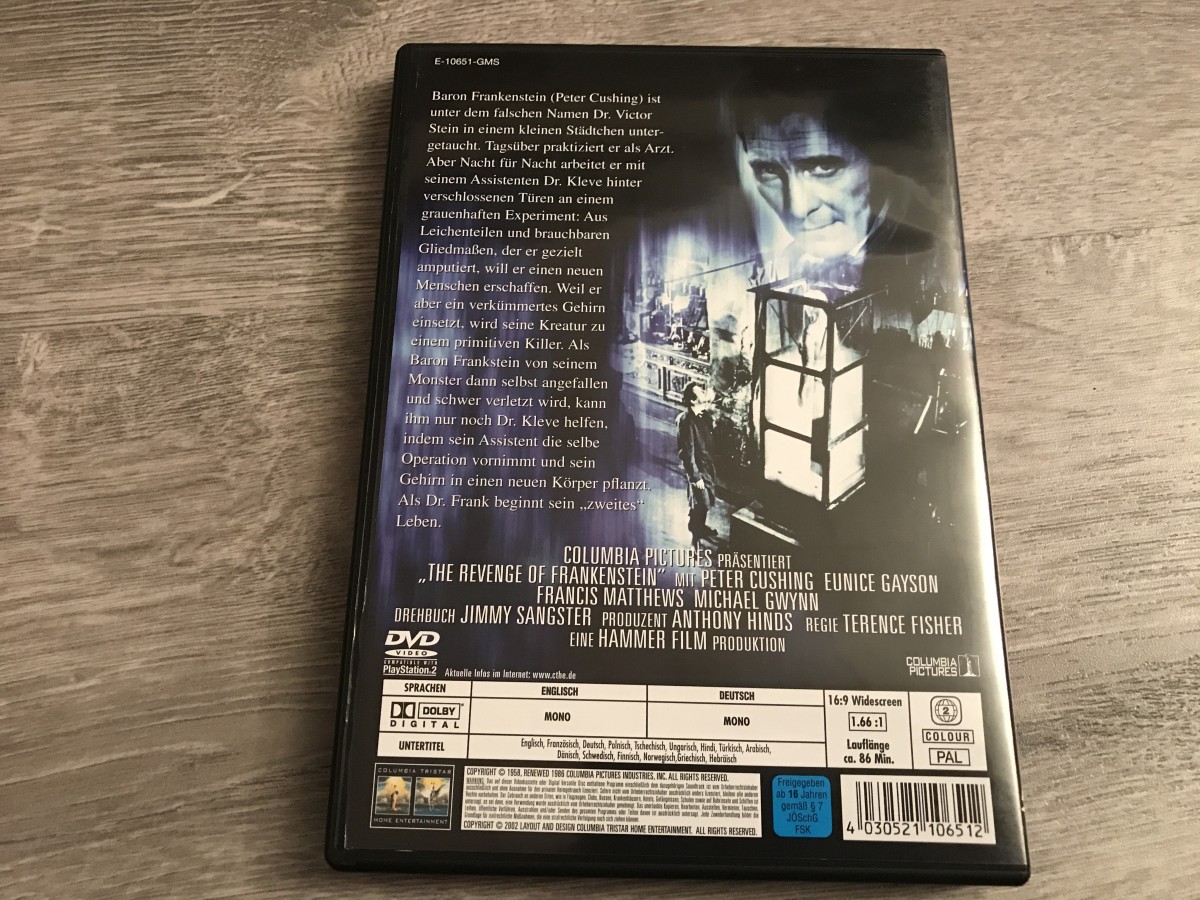 E-10651-GMS
Baron Frankenstein (Peter Cushing) ist
unter dem falschen Namen Dr. Victor
Stein in einem kleinen Städtchen unter-
getaucht. Tagsüber praktiziert er als Arzt.
Aber Nacht für Nacht arbeitet er mit
seinem Assistenten Dr. Kleve hinter
verschlossenen Türen an einem
grauenhaften Experiment: Aus
Leichenteilen und brauchbaren
Gliedmaßen, der er gezielt
amputiert, will er einen neuen
Menschen erschaffen. Weil er
aber ein verkümmertes Gehirn
einsetzt, wird seine Kreatur zu
einem primitiven Killer. Als
Baron Frankstein von seinem
Monster dann selbst angefallen
und schwer verletzt wird, kann
ihm nur noch Dr. Kleve helfen,
indem sein Assistent die selbe
Operation vornimmt und sein
Gehirn in einen neuen Körper pflanzt.
Als Dr. Frank beginnt sein „zweites“
Leben.
COLUMBIA PICTURES PRÄSENTIERT
„THE REVENGE OF FRANKENSTEIN“ MIT PETER CUSHING EUNICE GAYSON
FRANCIS MATTHEWS MICHAEL GWYNN
DREHBUCH JIMMY SANGSTER PRODUZENT ANTHONY HINDS REGIE TERENCE FISHER
EINE HAMMER FILM PRODUKTION
DVD
VIDEO
COMPATIBLE WITH
PlayStation.2
Aktuelle Infos im Internet: www.cthe.de
COLUMBIA
PICTURES
SPRACHEN
ENGLISCH
DEUTSCH
DOLBY
DIGITAL
MONO
MONO
UNTERTITEL
Englisch, Französisch, Deutsch, Polnisch, Tschechisch, Ungarisch, Hindi, Türkisch, Arabisch,
Dänisch, Schwedisch, Finnisch, Norwegisch, Griechisch, Hebräisch
16:9 Widescreen
1.66 :1
Lauflänge
ca. 86 Min.
2
COLOUR
PAL
COLUMBIA TRISTAR
HOME ENTERTAINMENT
COPYRIGHT © 1958, RENEWED 1986 COLUMBIA PICTURES INDUSTRIES, INC. ALL RIGHTS RESERVED.
COPYRIGHT © 2002 LAYOUT AND DESIGN COLUMBIA TRISTAR HOME ENTERTAINMENT. ALL RIGHTS RESERVED.
Freigegeben
ab 16 Jahren
gemäß § 7
JÖSchG
FSK
4 030521 106512